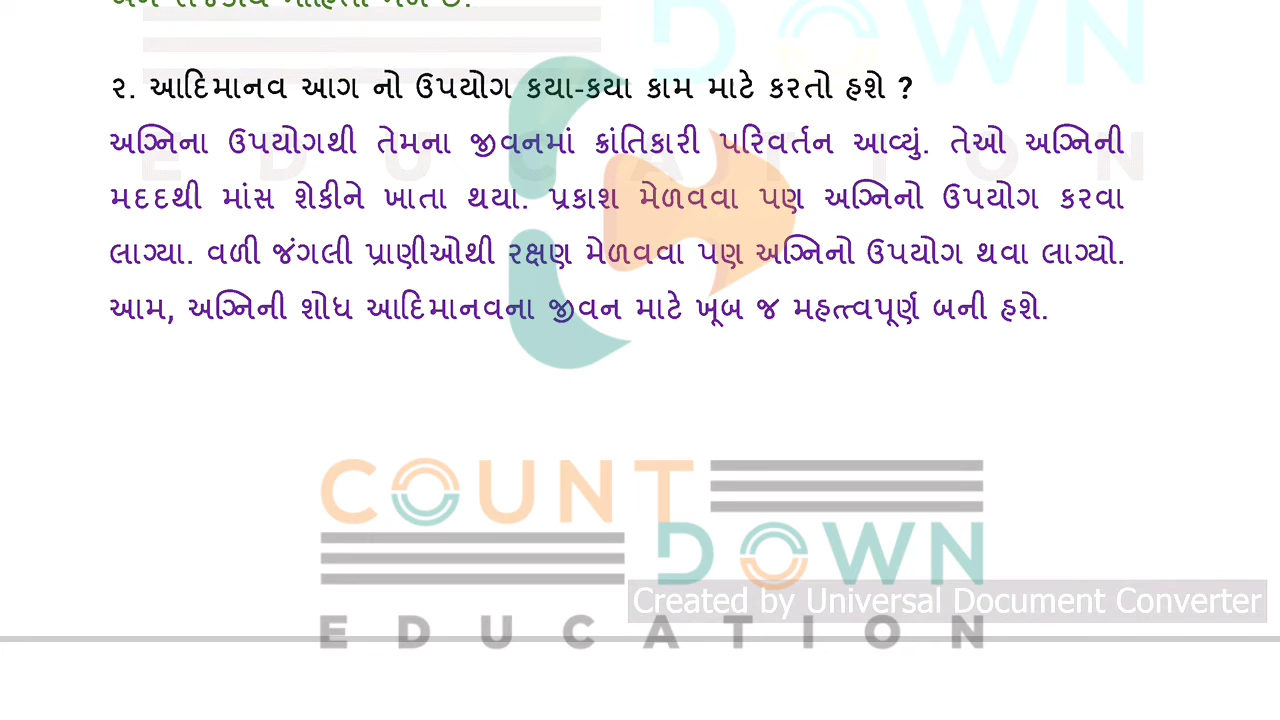 DOWN
૨. આદિમાનવ આગ નો ઉપયોગ કયા-કયા કામ માટે કરતો હશે ?
EDUCATION
અગ્નિના ઉપયોગથી તેમના જીવનમાં ક્રાંતિકારી પરિવર્તન આવ્યું. તેઓ અગ્નિની
મદદથી માંસ શેકીને ખાતા થયા. પ્રકાશ મેળવવા પણ અગ્નિનો ઉપયોગ કરવા
લાગ્યા. વળી જંગલી પ્રાણીઓથી રક્ષણ મેળવવા પણ અગ્નિનો ઉપયોગ થવા લાગ્યો.
આમ, અગ્નિની શોધ આદિમાનવના જીવન માટે ખૂબ જ મહત્ત્વપૂર્ણ બની હશે.
COUNT
DOWN
Created by Universal Document Converter
EDUCATION